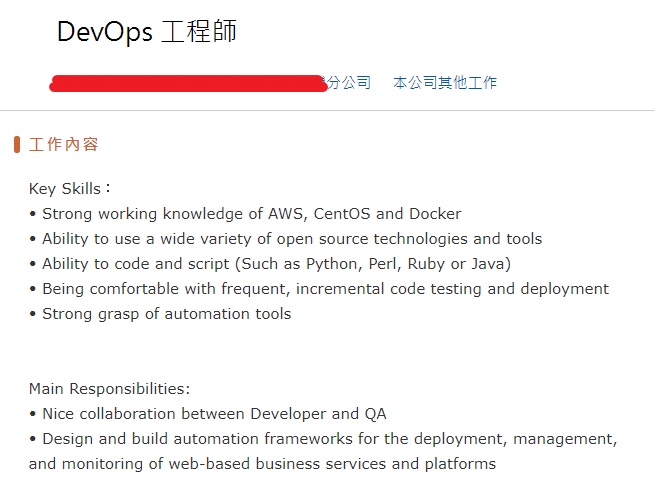 DevOps 工程師
分公司 本公司其他工作
工作內容
Key Skills：
• Strong working knowledge of AWS, CentOS and Docker
• Ability to use a wide variety of open source technologies and tools
• Ability to code and script (Such as Python, Perl, Ruby or Java)
• Being comfortable with frequent, incremental code testing and deployment
• Strong grasp of automation tools
Main Responsibilities:
• Nice collaboration between Developer and QA
• Design and build automation frameworks for the deployment, management,
and monitoring of web-based business services and platforms